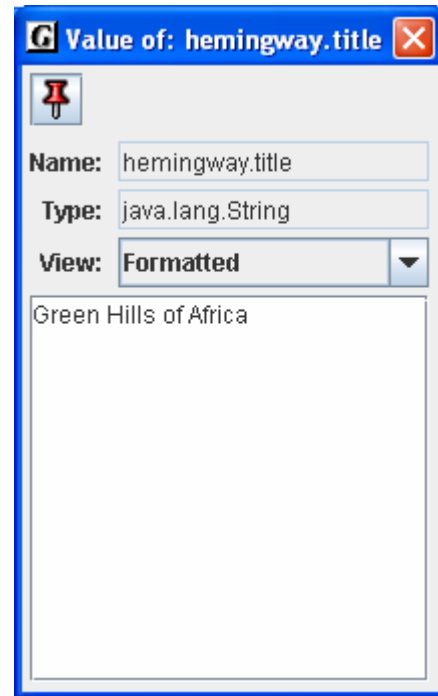 G Value of: hemingway.title
Name: hemingway.title
Type: java.lang.String
View: Formatted
Green Hills of Africa